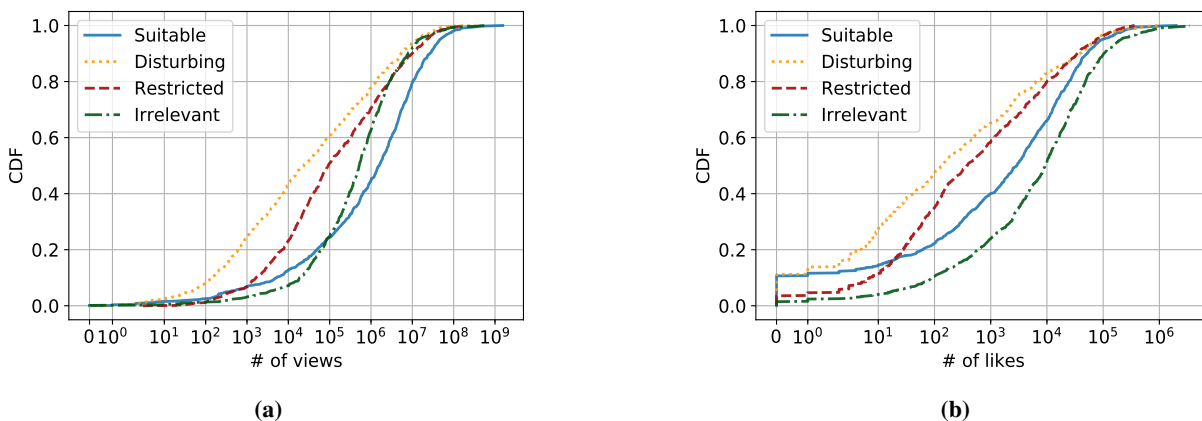 1.0
0.8
0.6
0.4
0.2
0.0
CDF
Suitable
Disturbing
Restricted
Irrelevant
0 10^0 10^1 10^2 10^3 10^4 10^5 10^6 10^7 10^8 10^9
# of views
(a)
1.0
0.8
0.6
0.4
0.2
0.0
CDF
Suitable
Disturbing
Restricted
Irrelevant
0 10^0 10^1 10^2 10^3 10^4 10^5 10^6
# of likes
(b)